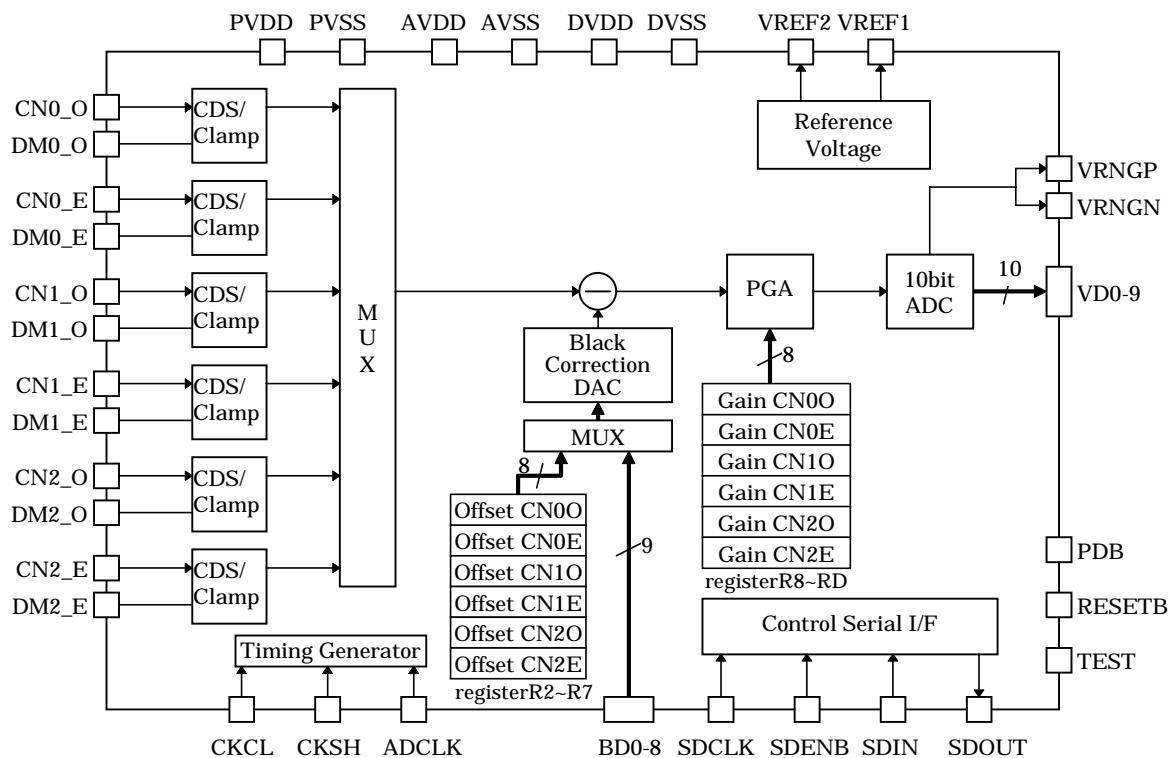 PVDD PVSS AVDD AVSS DVDD DVSS VREF2 VREF1
CN0_O
DM0_O
CDS/
Clamp
CN0_E
DM0_E
CDS/
Clamp
CN1_O
DM1_O
CDS/
Clamp
CN1_E
DM1_E
CDS/
Clamp
CN2_O
DM2_O
CDS/
Clamp
CN2_E
DM2_E
CDS/
Clamp
M
U
X
Reference
Voltage
VRNGP
VRNGN
PGA
10bit
ADC
10
VD0-9
Black
Correction
DAC
MUX
8
9
8
Offset CN0O
Offset CN0E
Offset CN1O
Offset CN1E
Offset CN2O
Offset CN2E
registerR2~R7
Gain CN0O
Gain CN0E
Gain CN1O
Gain CN1E
Gain CN2O
Gain CN2E
registerR8~RD
PDB
RESETB
TEST
Timing Generator
Control Serial I/F
CKCL CKSH ADCLK BD0-8 SDCLK SDENB SDIN SDOUT